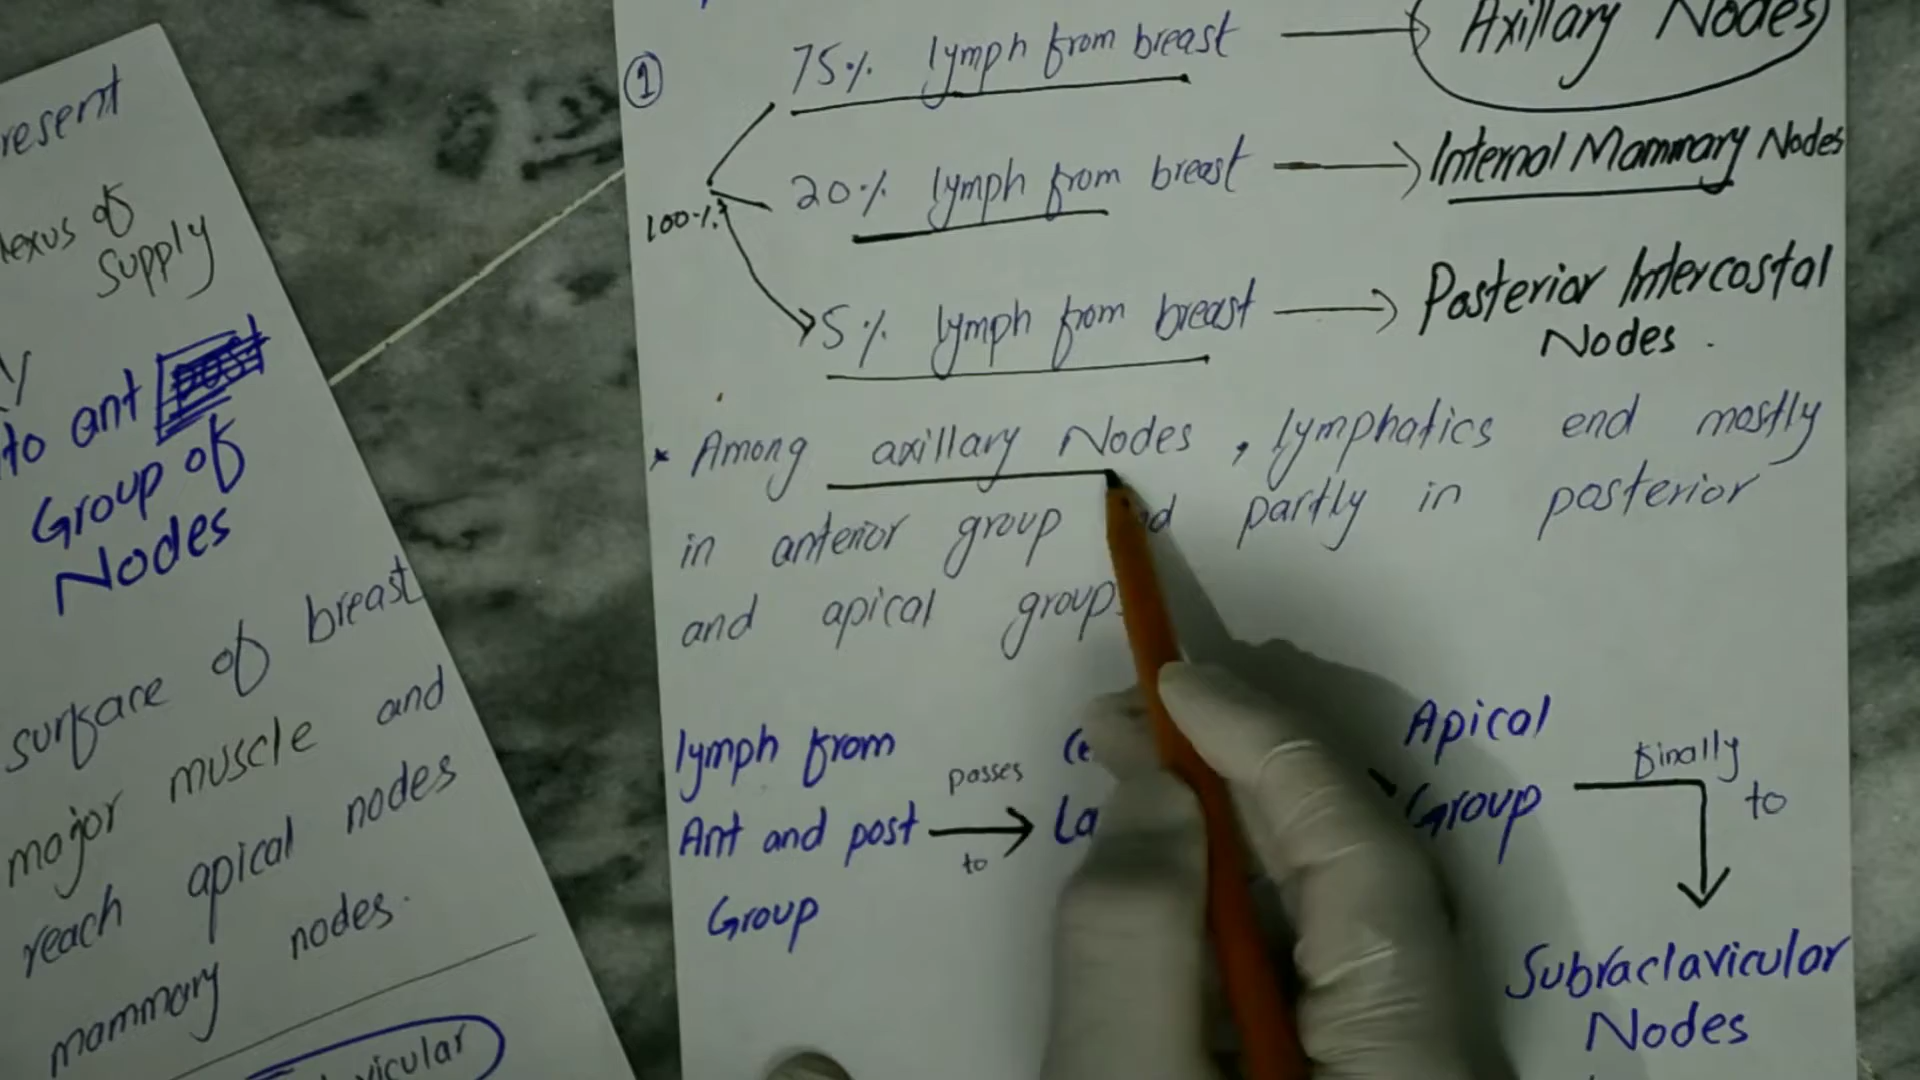 resent
lexus of
Supply
to ant
Group of
Nodes
surface of breast
major muscle and
reach apical nodes
mammary nodes.
vicular
① 75% lymph from breast → Axillary Nodes
20% lymph from breast → Internal Mammary Nodes
100%
5% lymph from breast → Posterior Intercostal
Nodes.
* Among axillary Nodes, lymphatics end mostly
in anterior group partly in posterior
and apical groups
lymph from
Ant and post
Group
passes
to
La
Apical
Group
finally
to
Subraclavicular
Nodes